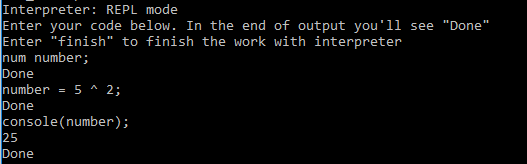 Interpreter: REPL mode
Enter your code below. In the end of output you'll see "Done"
Enter "finish" to finish the work with interpreter
num number;
Done
number = 5 ^ 2;
Done
console(number);
25
Done